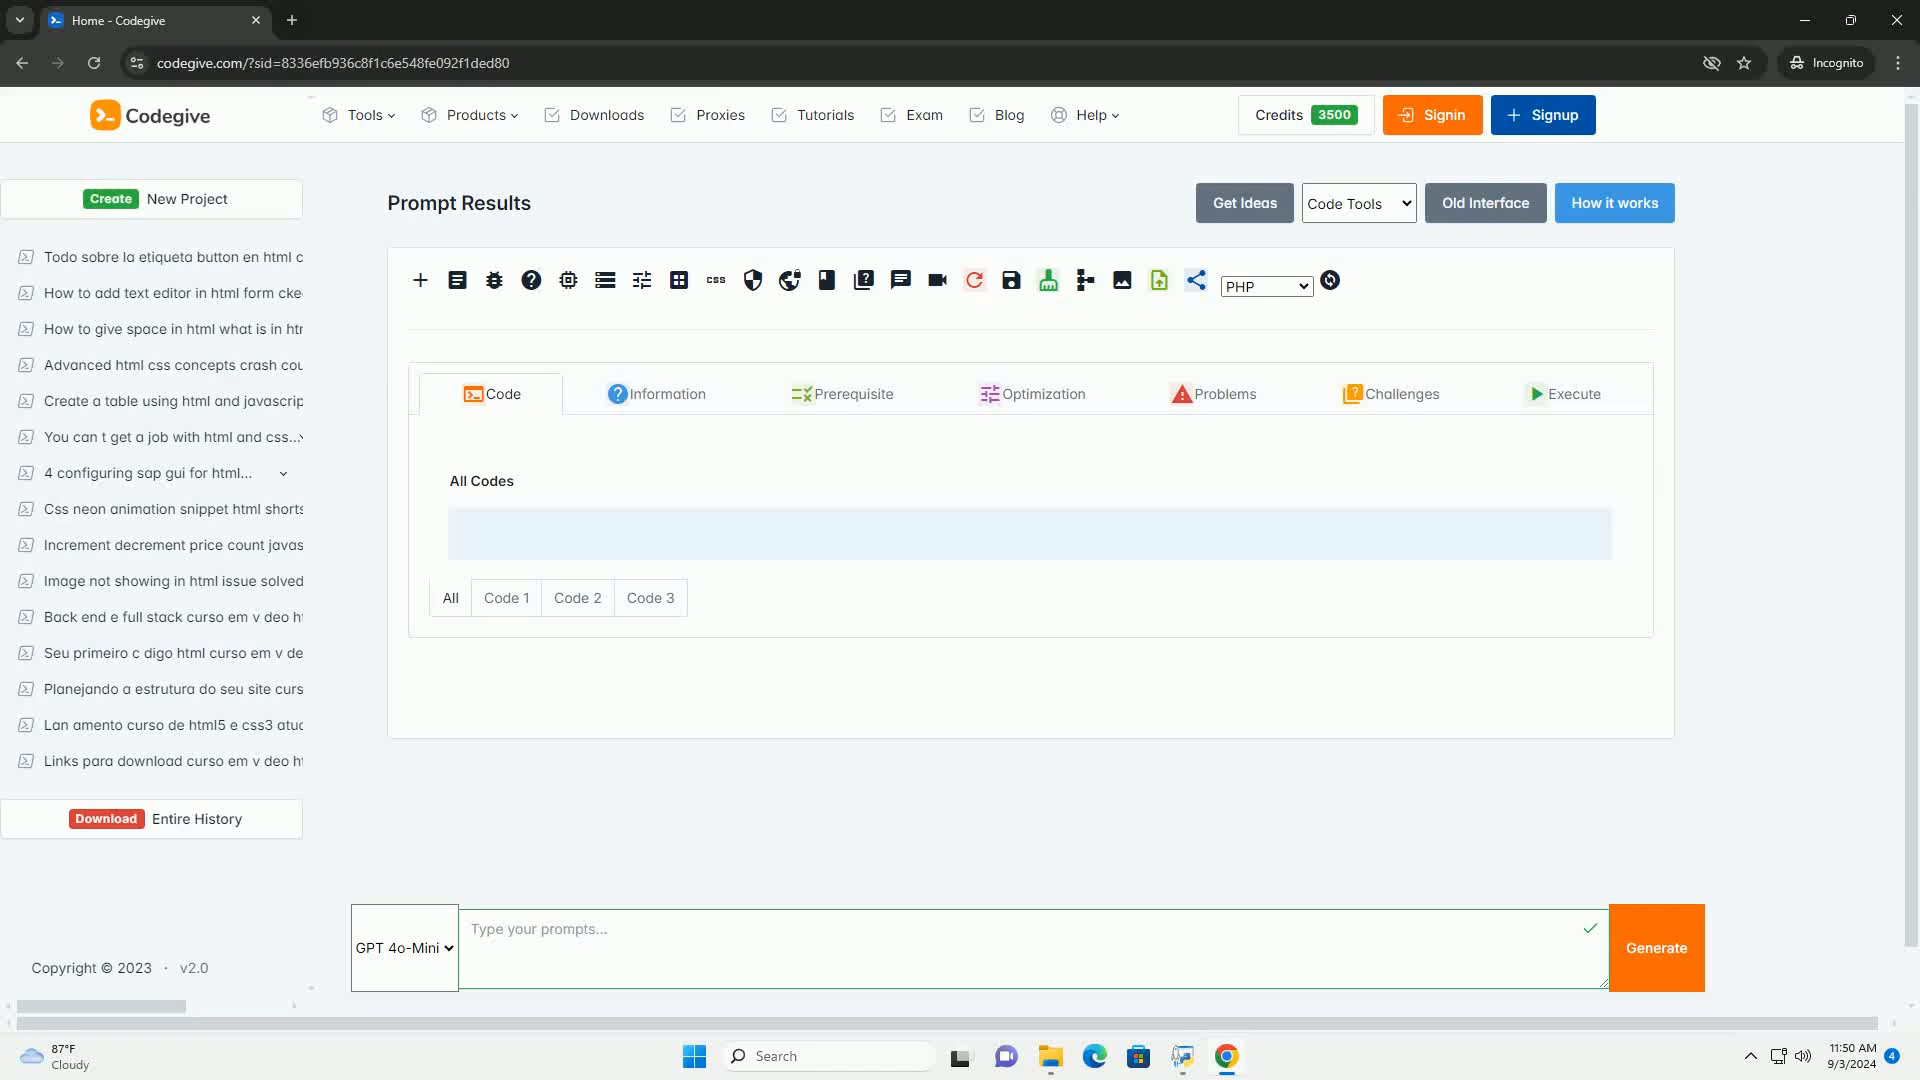 Home - Codegive
codegive.com/?sid=8336efb936c8f1c6e548fe092f1ded80
Incognito
Codegive
Tools
Products
Downloads
Proxies
Tutorials
Exam
Blog
Help
Credits 3500
Signin
Signup
Create New Project
Todo sobre la etiqueta button en html c
How to add text editor in html form cke
How to give space in html what is in htr
Advanced html css concepts crash cou
Create a table using html and javascrip
You can t get a job with html and css...
4 configuring sap gui for html...
Css neon animation snippet html shorts
Increment decrement price count javas
Image not showing in html issue solved
Back end e full stack curso em v deo ht
Seu primeiro c digo html curso em v de
Planejando a estrutura do seu site curs
Lan amento curso de html5 e css3 atua
Links para download curso em v deo ht
Download Entire History
Copyright © 2023 · v2.0
Prompt Results
Get Ideas
Code Tools
Old Interface
How it works
css
PHP
Code
Information
Prerequisite
Optimization
Problems
Challenges
Execute
All Codes
All
Code 1
Code 2
Code 3
GPT 4o-Mini
Type your prompts...
Generate
87°F
Cloudy
Search
11:50 AM
9/3/2024
4